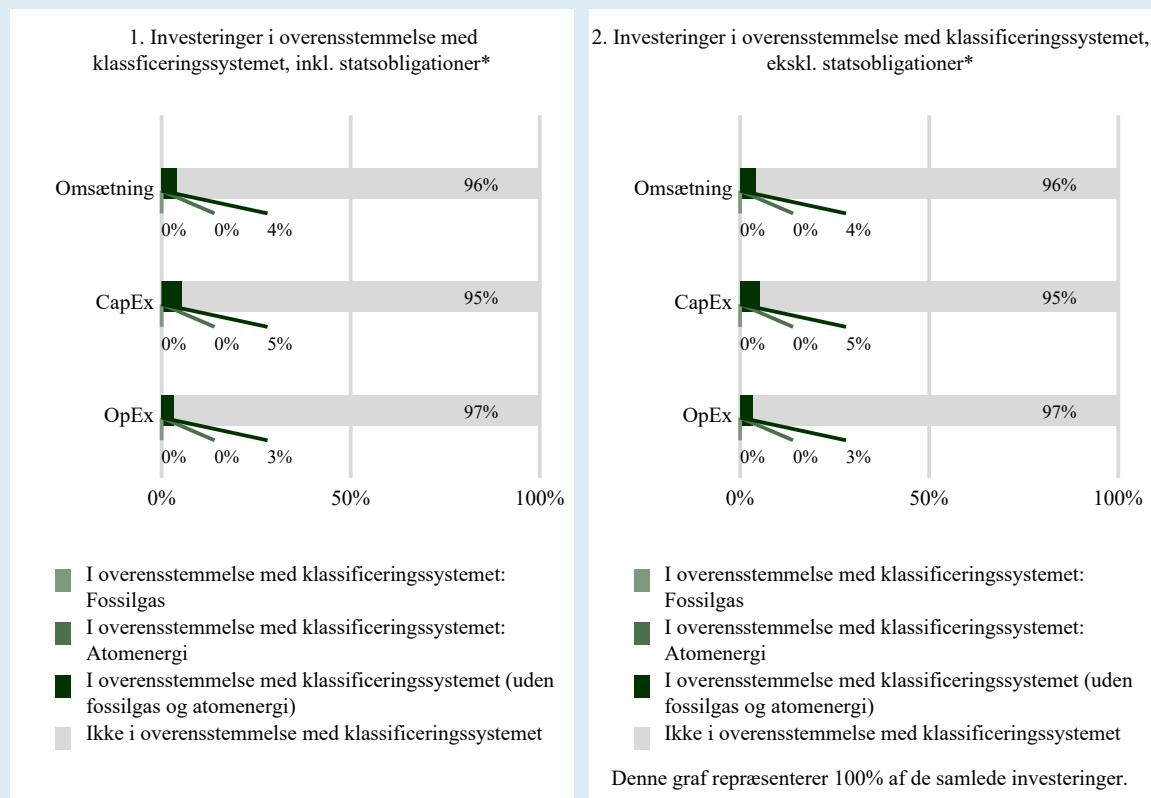 1. Investeringer i overensstemmelse med
klassficeringssystemet, inkl. statsobligationer*
Omsætning
96%
0%
0%
4%
CapEx
95%
0%
0%
5%
OpEx
97%
0%
0%
3%
0%
50%
100%
I overensstemmelse med klassificeringssystemet:
Fossilgas
I overensstemmelse med klassificeringssystemet:
Atomenergi
I overensstemmelse med klassificeringssystemet (uden
fossilgas og atomenergi)
Ikke i overensstemmelse med klassificeringssystemet
2. Investeringer i overensstemmelse med klassificeringssystemet,
ekskl. statsobligationer*
Omsætning
96%
0%
0%
4%
CapEx
95%
0%
0%
5%
OpEx
97%
0%
0%
3%
0%
50%
100%
I overensstemmelse med klassificeringssystemet:
Fossilgas
I overensstemmelse med klassificeringssystemet:
Atomenergi
I overensstemmelse med klassificeringssystemet (uden
fossilgas og atomenergi)
Ikke i overensstemmelse med klassificeringssystemet
Denne graf repræsenterer 100% af de samlede investeringer.